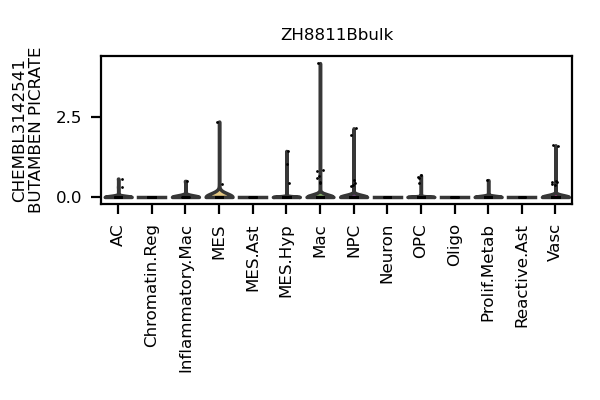 ZH8811Bbulk
CHEMBL3142541
BUTAMBEN PICRATE
2.5
0.0
AC
Chromatin.Reg
Inflammatory.Mac
MES
MES.Ast
MES.Hyp
Mac
NPC
Neuron
OPC
Oligo
Prolif.Metab
Reactive.Ast
Vasc